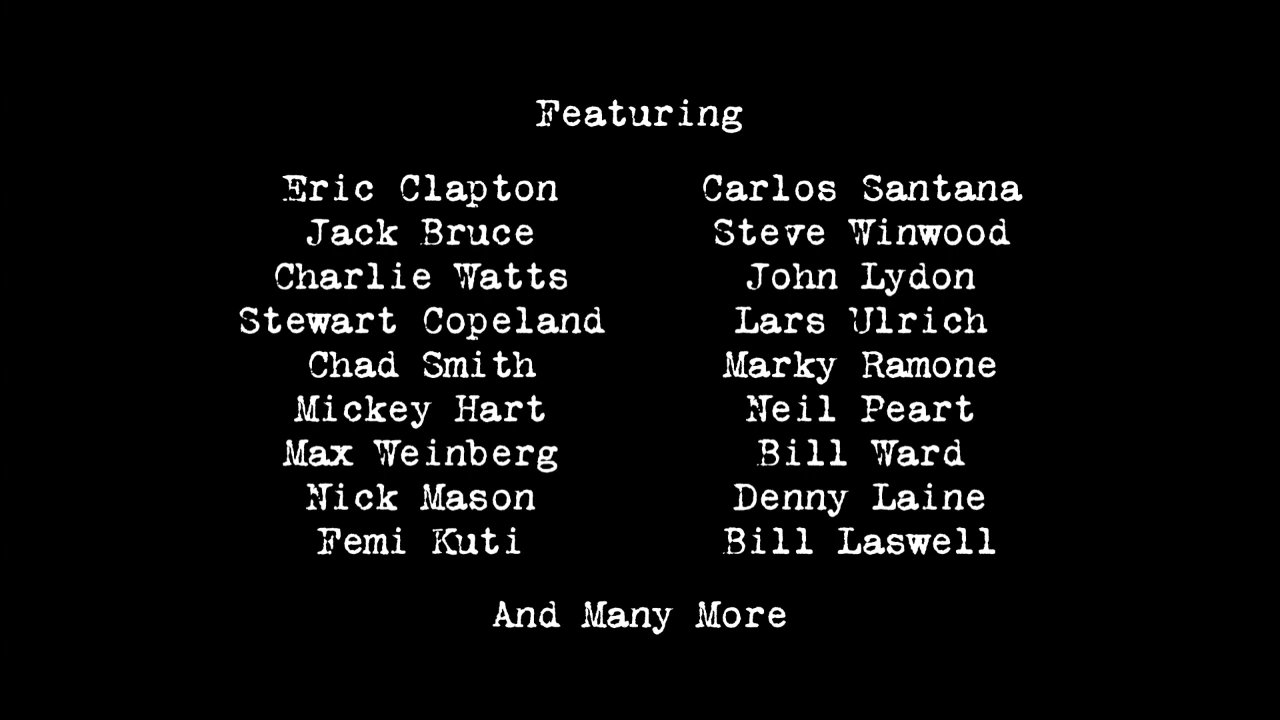 Featuring
Eric Clapton
Jack Bruce
Charlie Watts
Stewart Copeland
Chad Smith
Mickey Hart
Max Weinberg
Nick Mason
Femi Kuti
Carlos Santana
Steve Winwood
John Lydon
Lars Ulrich
Marky Ramone
Neil Peart
Bill Ward
Denny Laine
Bill Laswell
And Many More